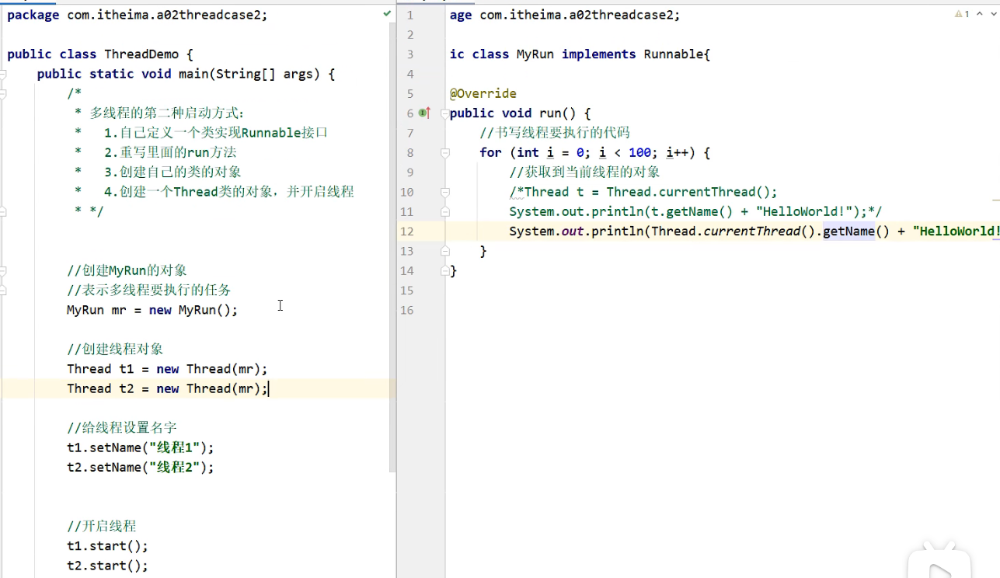 package com.itheima.a02threadcase2;
public class ThreadDemo {
public static void main(String[] args) {
/*
* 多线程的第二种启动方式:
* 1.自己定义一个类实现Runnable接口
* 2.重写里面的run方法
* 3.创建自己的类的对象
* 4.创建一个Thread类的对象，并开启线程
* */
//创建MyRun的对象
//表示多线程要执行的任务
MyRun mr = new MyRun();
//创建线程对象
Thread t1 = new Thread(mr);
Thread t2 = new Thread(mr);
//给线程设置名字
t1.setName("线程1");
t2.setName("线程2");
//开启线程
t1.start();
t2.start();
1 age com.itheima.a02threadcase2;
1
2
3 ic class MyRun implements Runnable{
4
5 @Override
6 public void run() {
7 //书写线程要执行的代码
8 for (int i = 0; i < 100; i++) {
9 //获取到当前线程的对象
10 /*Thread t = Thread.currentThread();
11 System.out.println(t.getName() + "HelloWorld!");*/
12 System.out.println(Thread.currentThread().getName() + "HelloWorld!
13 }
14 }
15
16